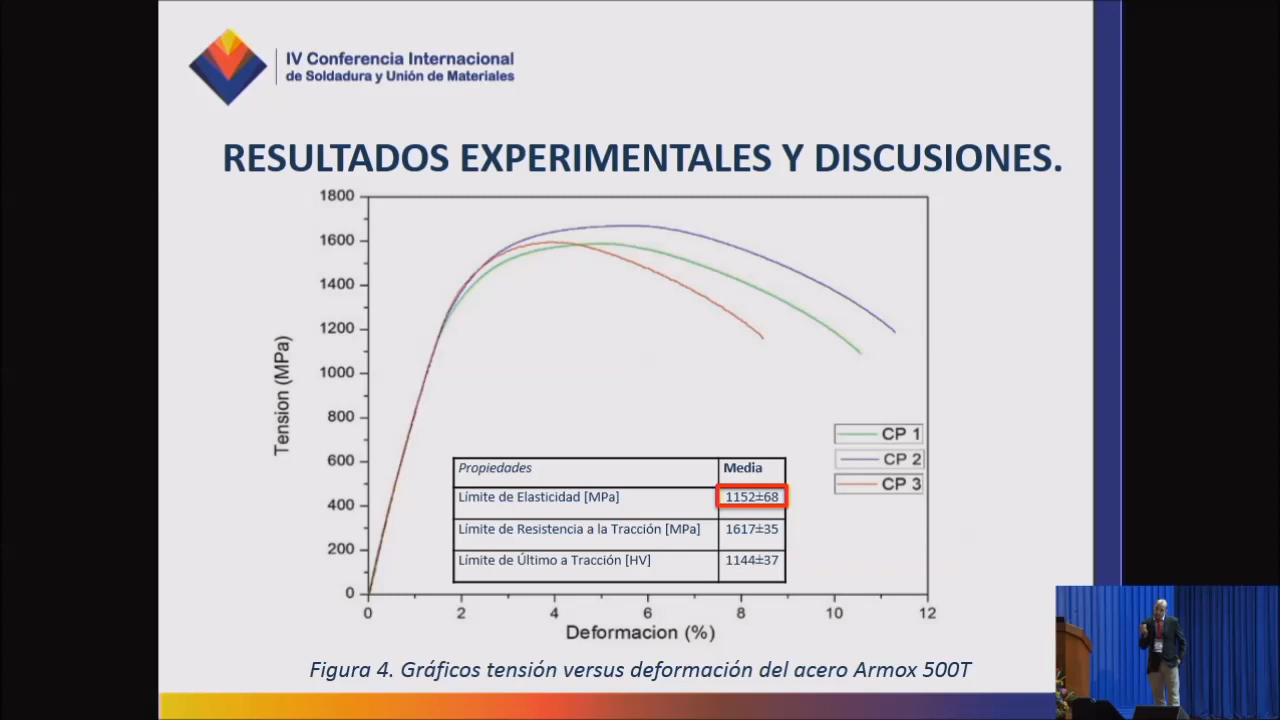 IV Conferencia Internacional
de Soldadura y Unión de Materiales
RESULTADOS EXPERIMENTALES Y DISCUSIONES.
1800
1600
1400
1200
1000
800
600
400
200
0
Tension (MPa)
CP 1
CP 2
CP 3
Propiedades Media
Límite de Elasticidad [MPa] 1152±68
Límite de Resistencia a la Tracción [MPa] 1617±35
Límite de Último a Tracción [HV] 1144±37
0 2 4 6 8 10 12
Deformacion (%)
Figura 4. Gráficos tensión versus deformación del acero Armox 500T